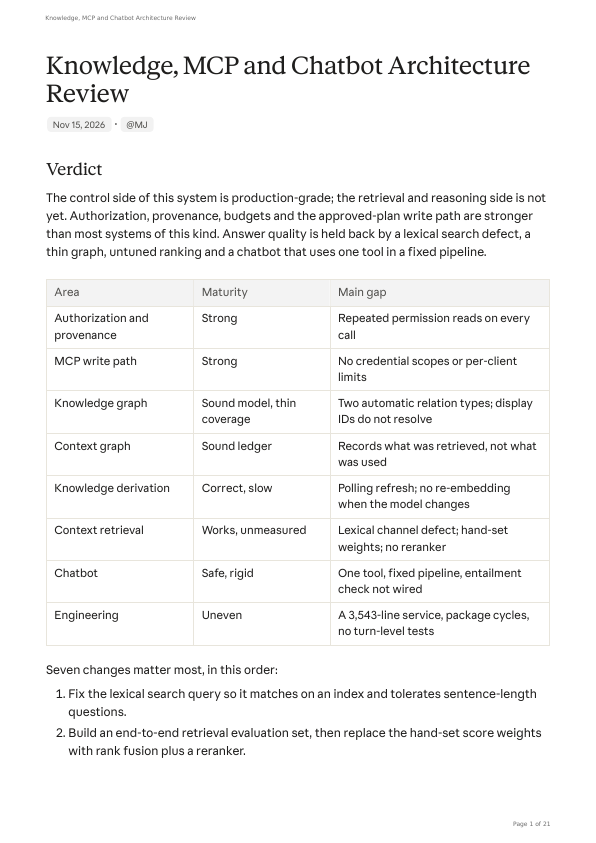 Knowledge, MCP and Chatbot Architecture Review
Knowledge, MCP and Chatbot Architecture
Review
Nov 15, 2026 · @MJ
Verdict
The control side of this system is production-grade; the retrieval and reasoning side is not
yet. Authorization, provenance, budgets and the approved-plan write path are stronger
than most systems of this kind. Answer quality is held back by a lexical search defect, a
thin graph, untuned ranking and a chatbot that uses one tool in a fixed pipeline.
Area Maturity Main gap
Authorization and Strong Repeated permission reads on every
provenance call
MCP write path Strong No credential scopes or per-client
limits
Knowledge graph Sound model, thin Two automatic relation types; display
coverage IDs do not resolve
Context graph Sound ledger Records what was retrieved, not what
was used
Knowledge derivation Correct, slow Polling refresh; no re-embedding
when the model changes
Context retrieval Works, unmeasured Lexical channel defect; hand-set
weights; no reranker
Chatbot Safe, rigid One tool, fixed pipeline, entailment
check not wired
Engineering Uneven A 3,543-line service, package cycles,
no turn-level tests
Seven changes matter most, in this order:
1. Fix the lexical search query so it matches on an index and tolerates sentence-length
questions.
2. Build an end-to-end retrieval evaluation set, then replace the hand-set score weights
with rank fusion plus a reranker.
Page 1 of 21